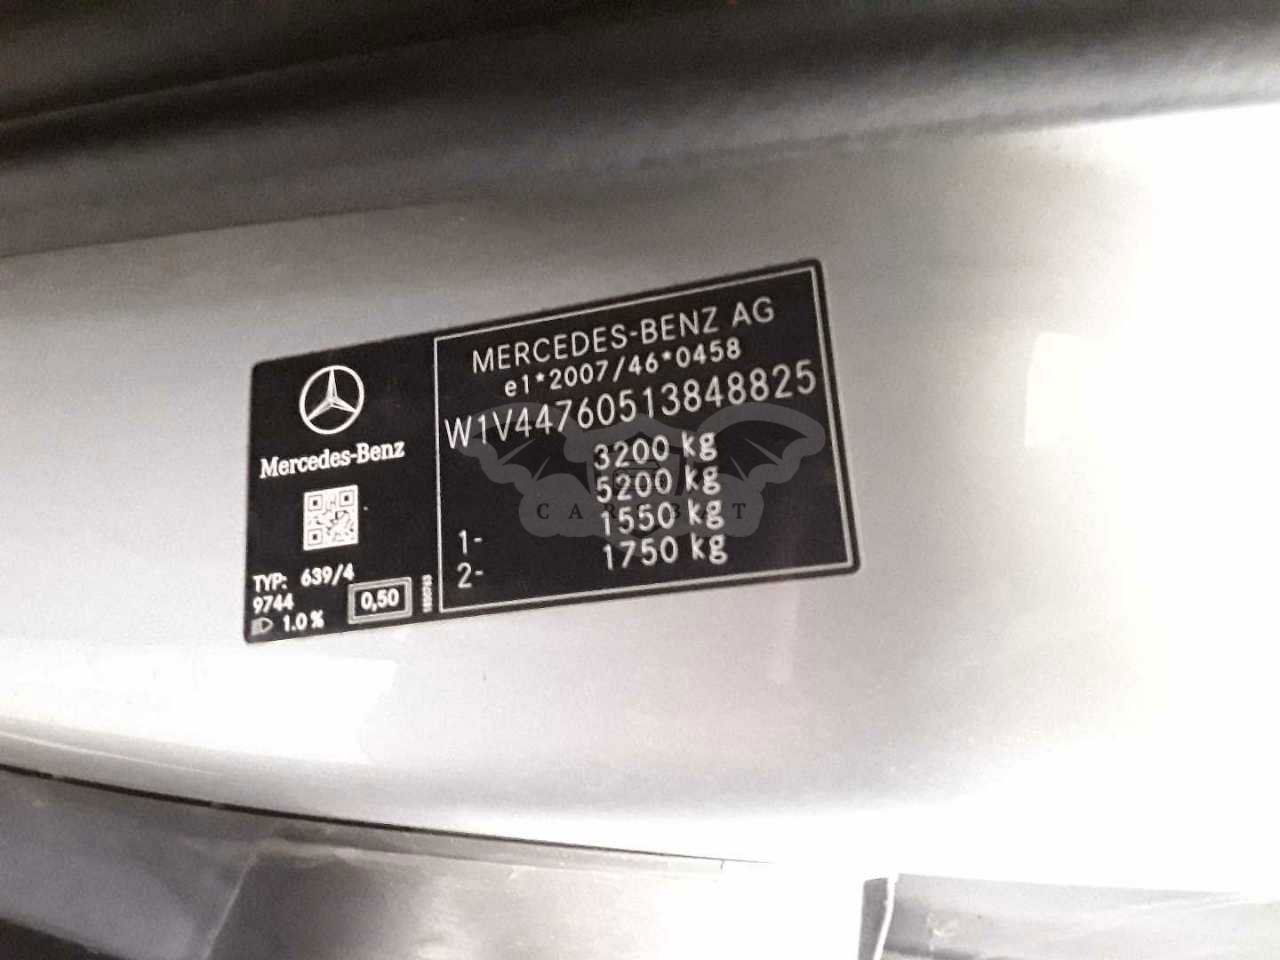 MERCEDES-BENZ AG
e1*2007/46*0458
W1V44760513848825
3200 kg
5200 kg
1- 1550 kg
2- 1750 kg
Mercedes-Benz
TYP: 639/4
9744
0,50
1.0 %
CARSBAT